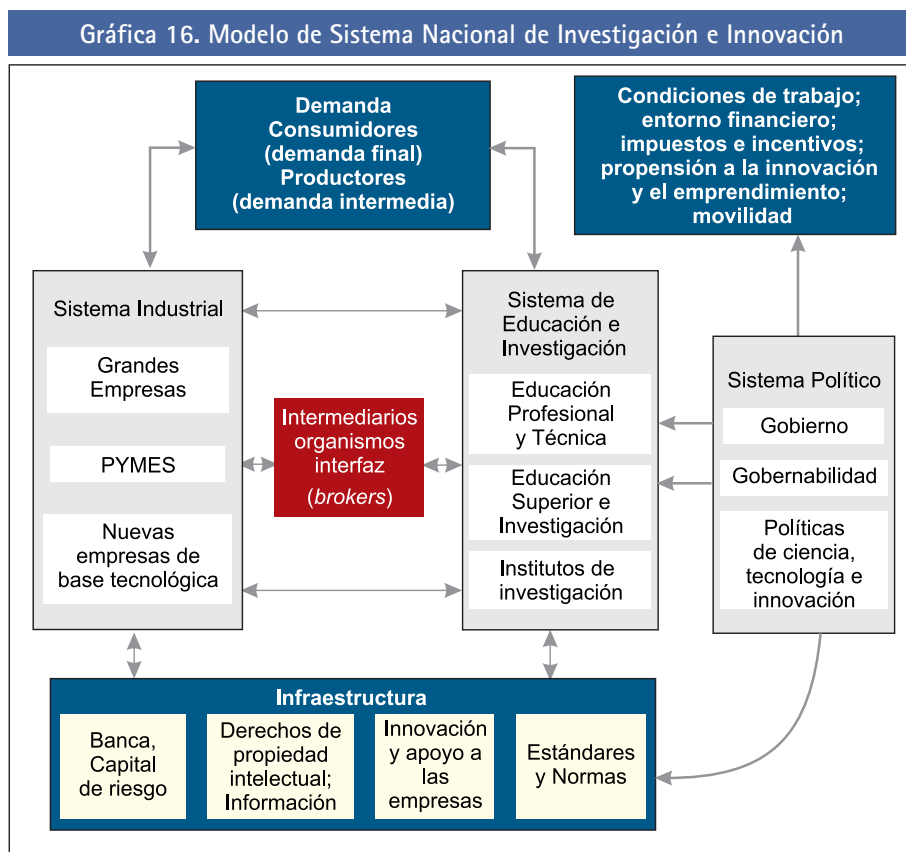 Gráfica 16. Modelo de Sistema Nacional de Investigación e Innovación
Demanda
Consumidores
(demanda final)
Productores
(demanda intermedia)
Condiciones de trabajo;
entorno financiero;
impuestos e incentivos;
propensión a la innovación
y el emprendimiento;
movilidad
Sistema Industrial
Grandes
Empresas
PYMES
Nuevas
empresas de
base tecnológica
Intermediarios
organismos
interfaz
(brokers)
Sistema de
Educación e
Investigación
Educación
Profesional
y Técnica
Educación
Superior e
Investigación
Institutos de
investigación
Sistema Político
Gobierno
Gobernabilidad
Políticas
de ciencia,
tecnología e
innovación
Infraestructura
Banca,
Capital
de riesgo
Derechos de
propiedad
intelectual;
Información
Innovación
y apoyo a
las
empresas
Estándares
y Normas